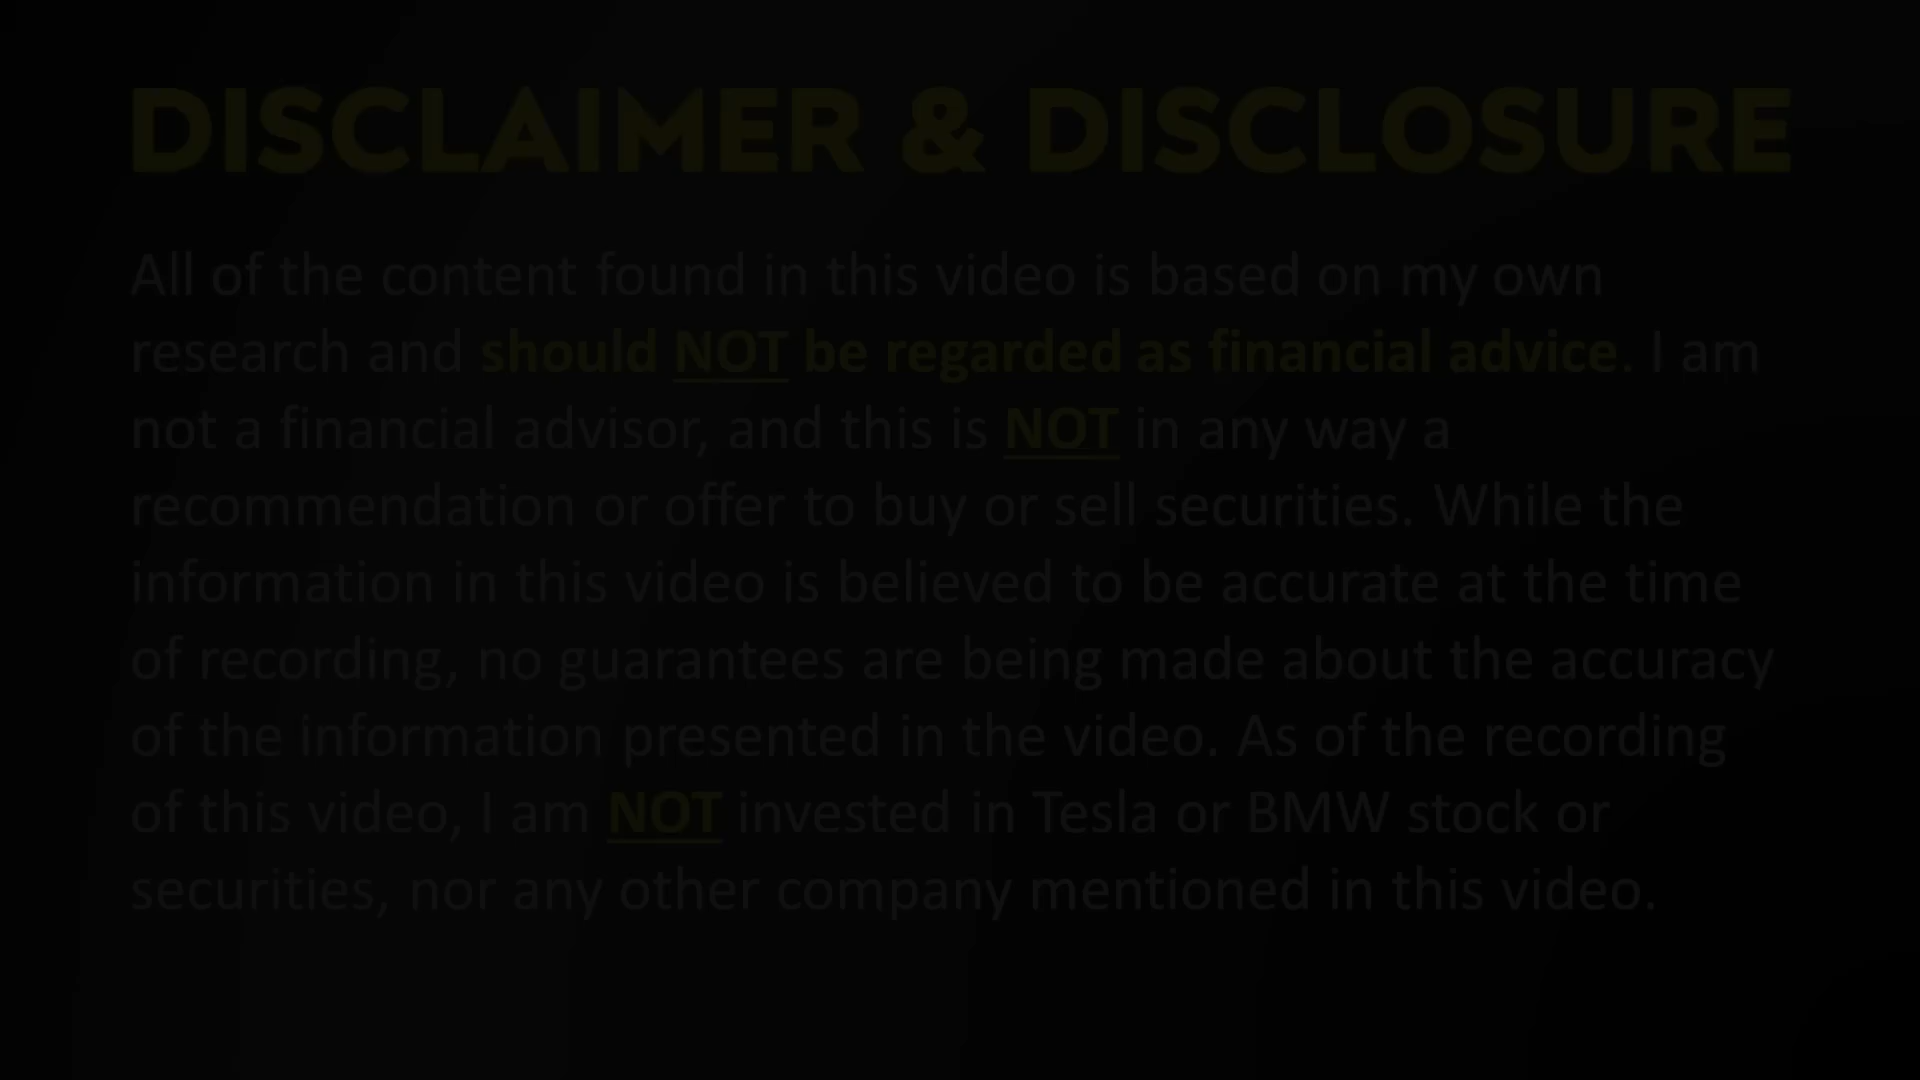 DISCLAIMER & DISCLOSURE
All of the content found in this video is based on my own
research and should NOT be regarded as financial advice. I am
not a financial advisor, and this is NOT in any way a
recommendation or offer to buy or sell securities. While the
information in this video is believed to be accurate at the time
of recording, no guarantees are being made about the accuracy
of the information presented in the video. As of the recording
of this video, I am NOT invested in Tesla or BMW stock or
securities, nor any other company mentioned in this video.